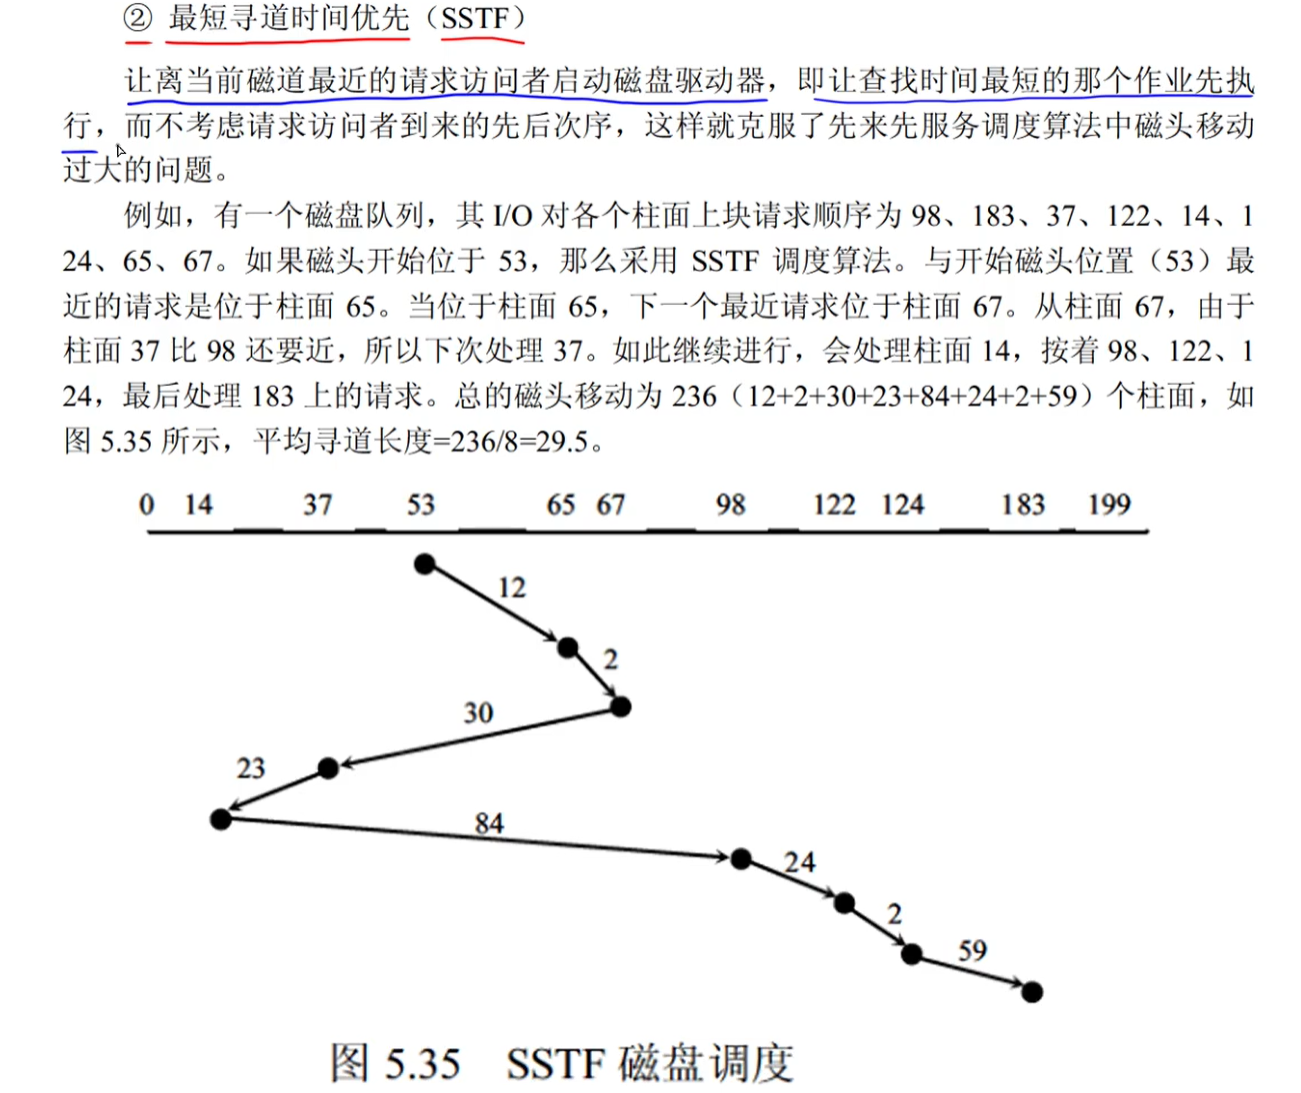 ② 最短寻道时间优先（SSTF）
让离当前磁道最近的请求访问者启动磁盘驱动器，即让查找时间最短的那个作业先执
行，而不考虑请求访问者到来的先后次序，这样就克服了先来先服务调度算法中磁头移动
过大的问题。
例如，有一个磁盘队列，其 I/O 对各个柱面上块请求顺序为 98、183、37、122、14、1
24、65、67。如果磁头开始位于 53，那么采用 SSTF 调度算法。与开始磁头位置（53）最
近的请求是位于柱面 65。当位于柱面 65，下一个最近请求位于柱面 67。从柱面 67，由于
柱面 37 比 98 还要近，所以下次处理 37。如此继续进行，会处理柱面 14，按着 98、122、1
24，最后处理 183 上的请求。总的磁头移动为 236（12+2+30+23+84+24+2+59）个柱面，如
图 5.35 所示，平均寻道长度=236/8=29.5。
0 14 37 53 65 67 98 122 124 183 199
12
2
30
23
84
24
2
59
图 5.35 SSTF 磁盘调度